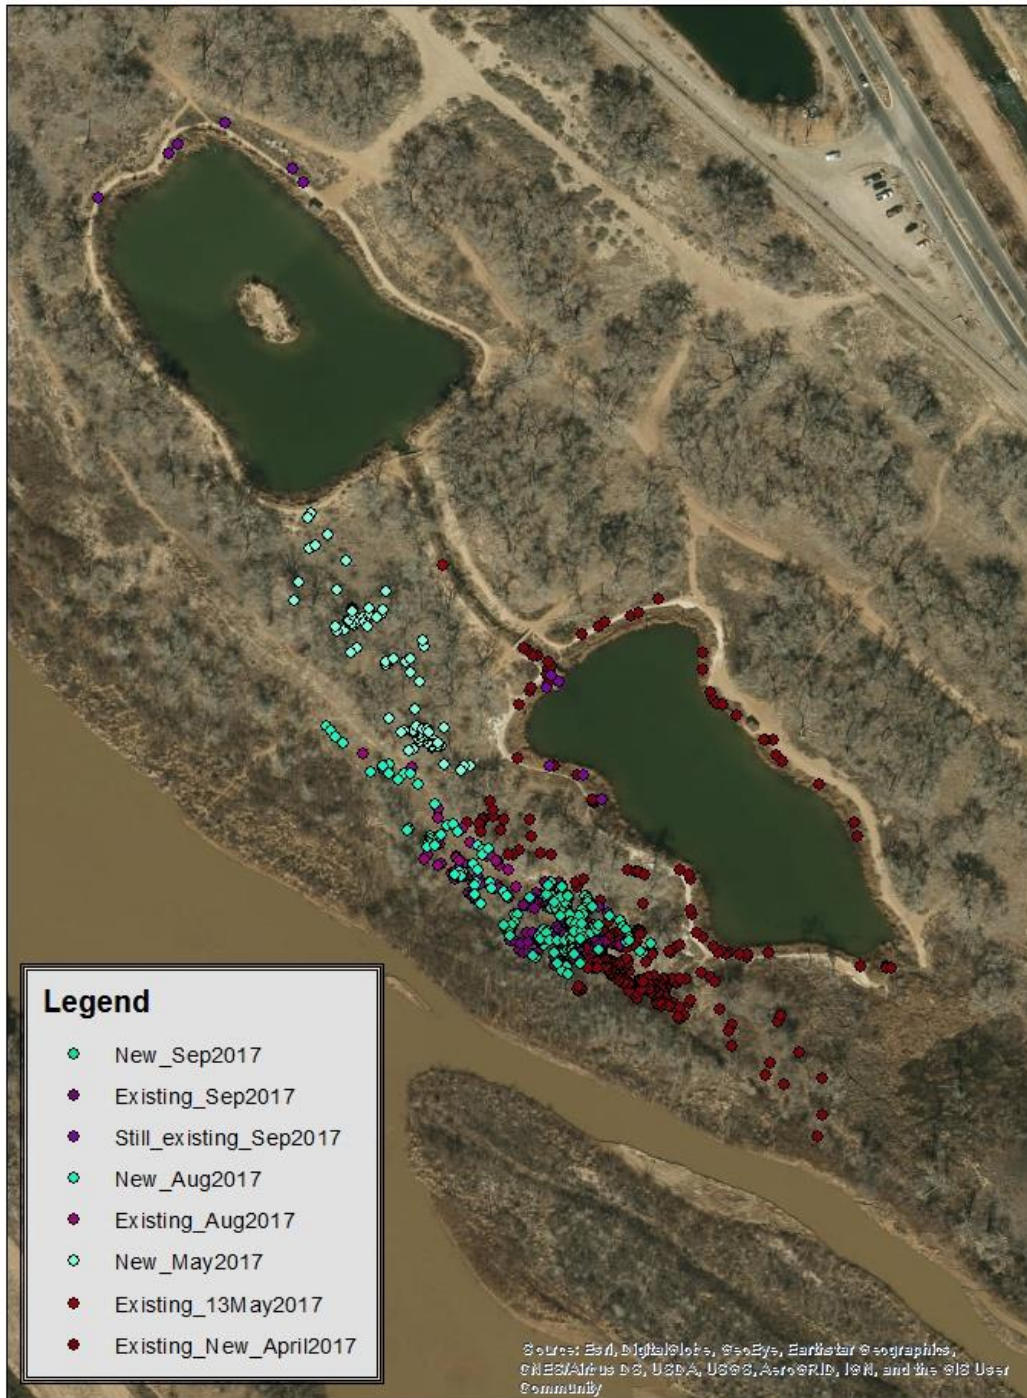 Legend
New_Sep2017
Existing_Sep2017
Still_existing_Sep2017
New_Aug2017
Existing_Aug2017
New_May2017
Existing_13May2017
Existing_New_April2017
Source: Esri, DigitalGlobe, GeoEye, Earthstar Geographics,
CNES/Airbus DS, USDA, USGS, AeroGRID, IGN, and the GIS User
Community